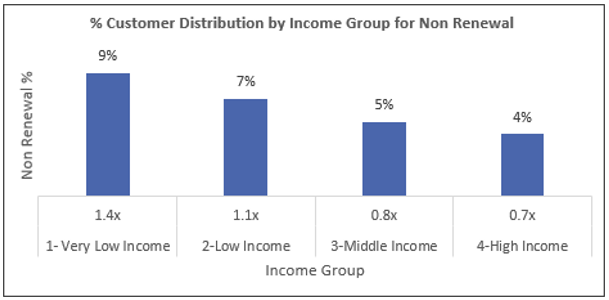 % Customer Distribution by Income Group for Non Renewal
Non Renewal %
9%
7%
5%
4%
1.4x
1.1x
0.8x
0.7x
1- Very Low Income
2-Low Income
3-Middle Income
4-High Income
Income Group